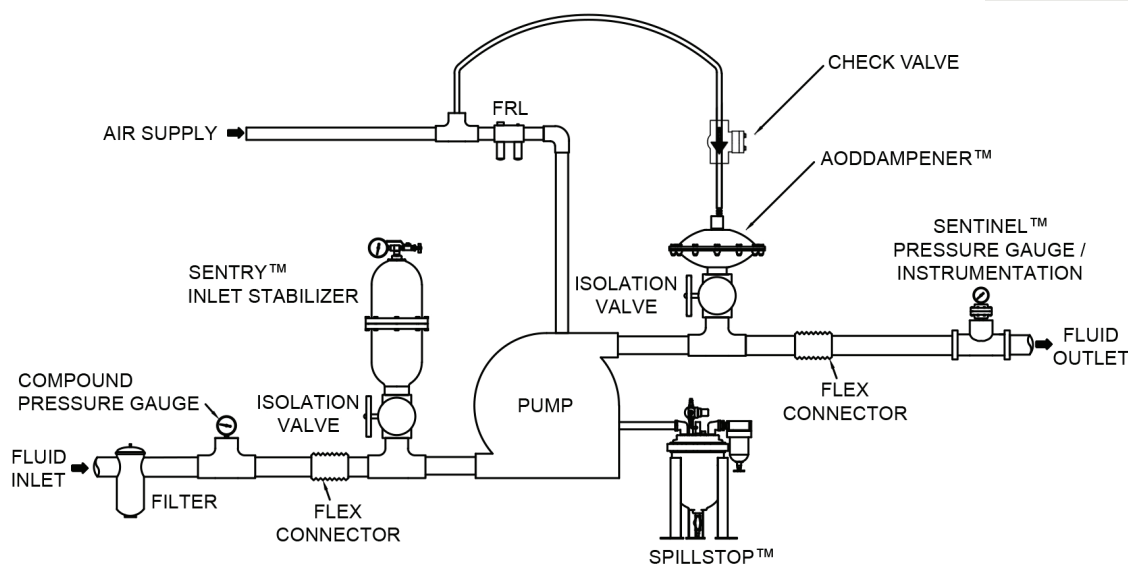 CHECK VALVE
FRL
AIR SUPPLY
AODDAMPENER™
SENTINEL™
PRESSURE GAUGE /
INSTRUMENTATION
SENTRY™
INLET STABILIZER
ISOLATION
VALVE
FLUID
OUTLET
COMPOUND
PRESSURE GAUGE
ISOLATION
VALVE
PUMP
FLEX
CONNECTOR
FLUID
INLET
FILTER
FLEX
CONNECTOR
SPILLSTOP™